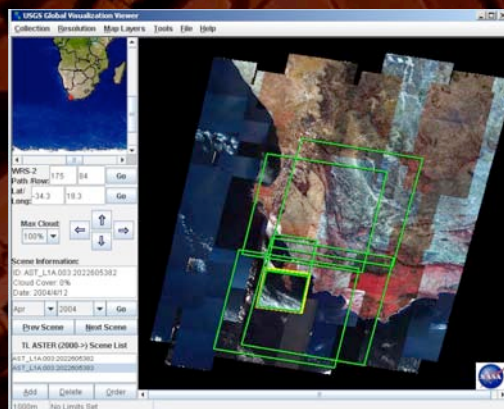 USGS Global Visualization Viewer
Collection Resolution Map Layers Tools File Help
WRS-2
Path /Row: 175 84 Go
Lat/
Long: -34.3 18.3 Go
Max Cloud:
100%
Scene Information:
ID: AST_L1A.003:2022605382
Cloud Cover: 0%
Date: 2004/4/12
Apr 2004 Go
Prev Scene Next Scene
TL ASTER (2000->) Scene List
AST_L1A:003:2022605382
AST_L1A:003:2022605383
Add Delete Order
1000m No Limits Set
NASA